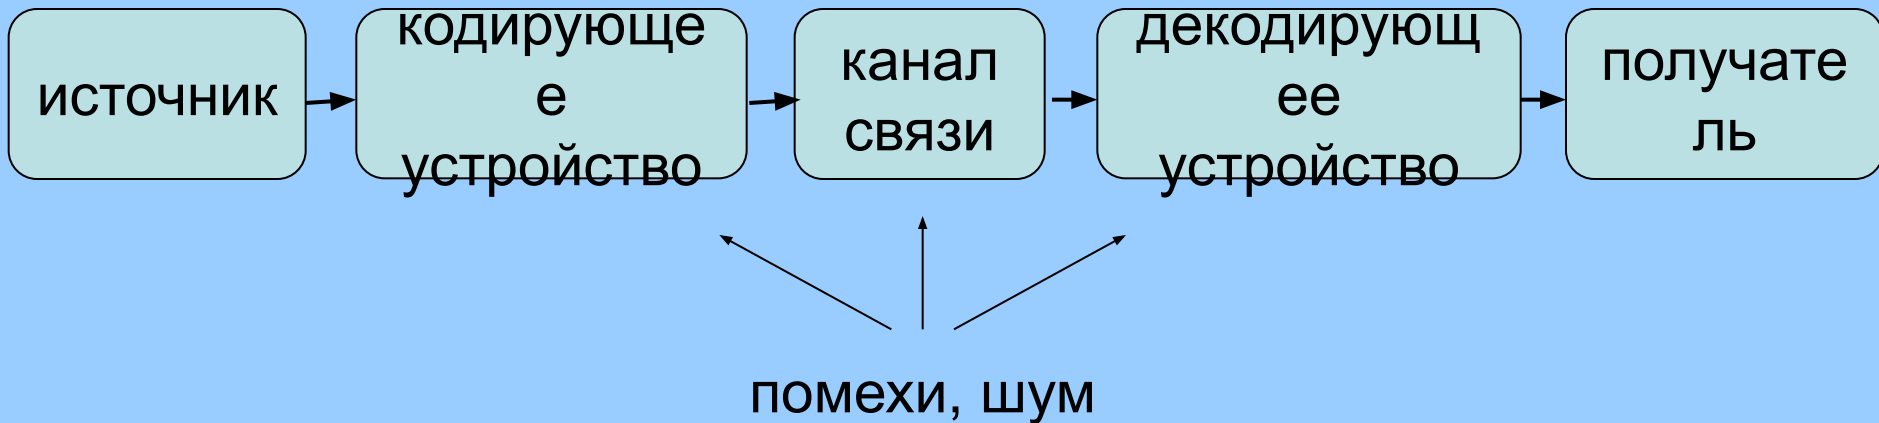 источник
кодирующе
е
устройство
канал
связи
декодирующ
ее
устройство
получате
ль
помехи, шум